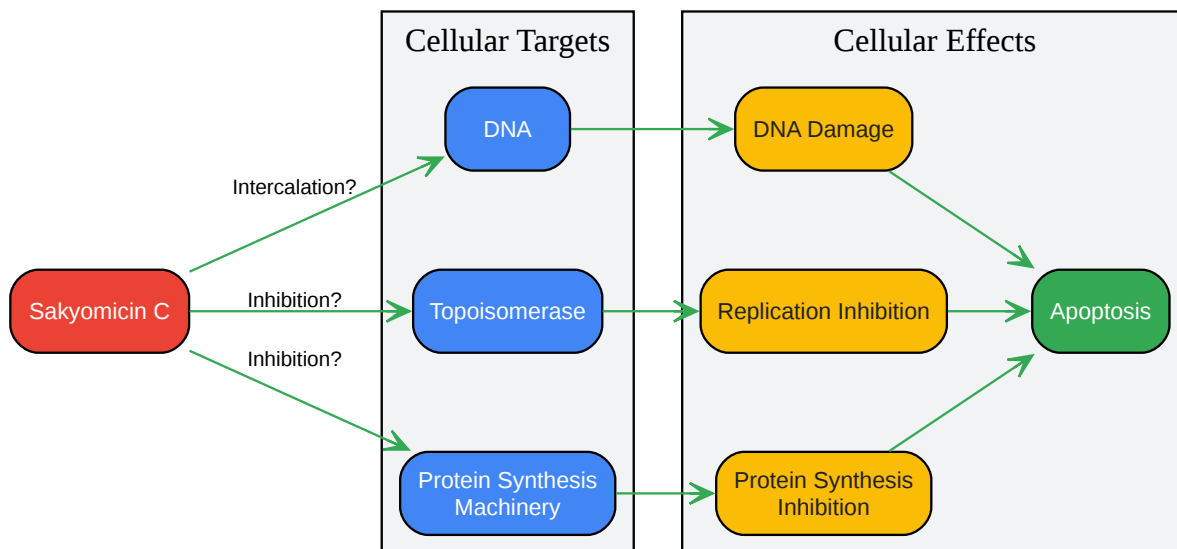 Cellular Targets
Cellular Effects
DNA
DNA Damage
Intercalation?
Sakyomicin C
Inhibition?
Topoisomerase
Replication Inhibition
Apoptosis
Inhibition?
Protein Synthesis
Machinery
Protein Synthesis
Inhibition